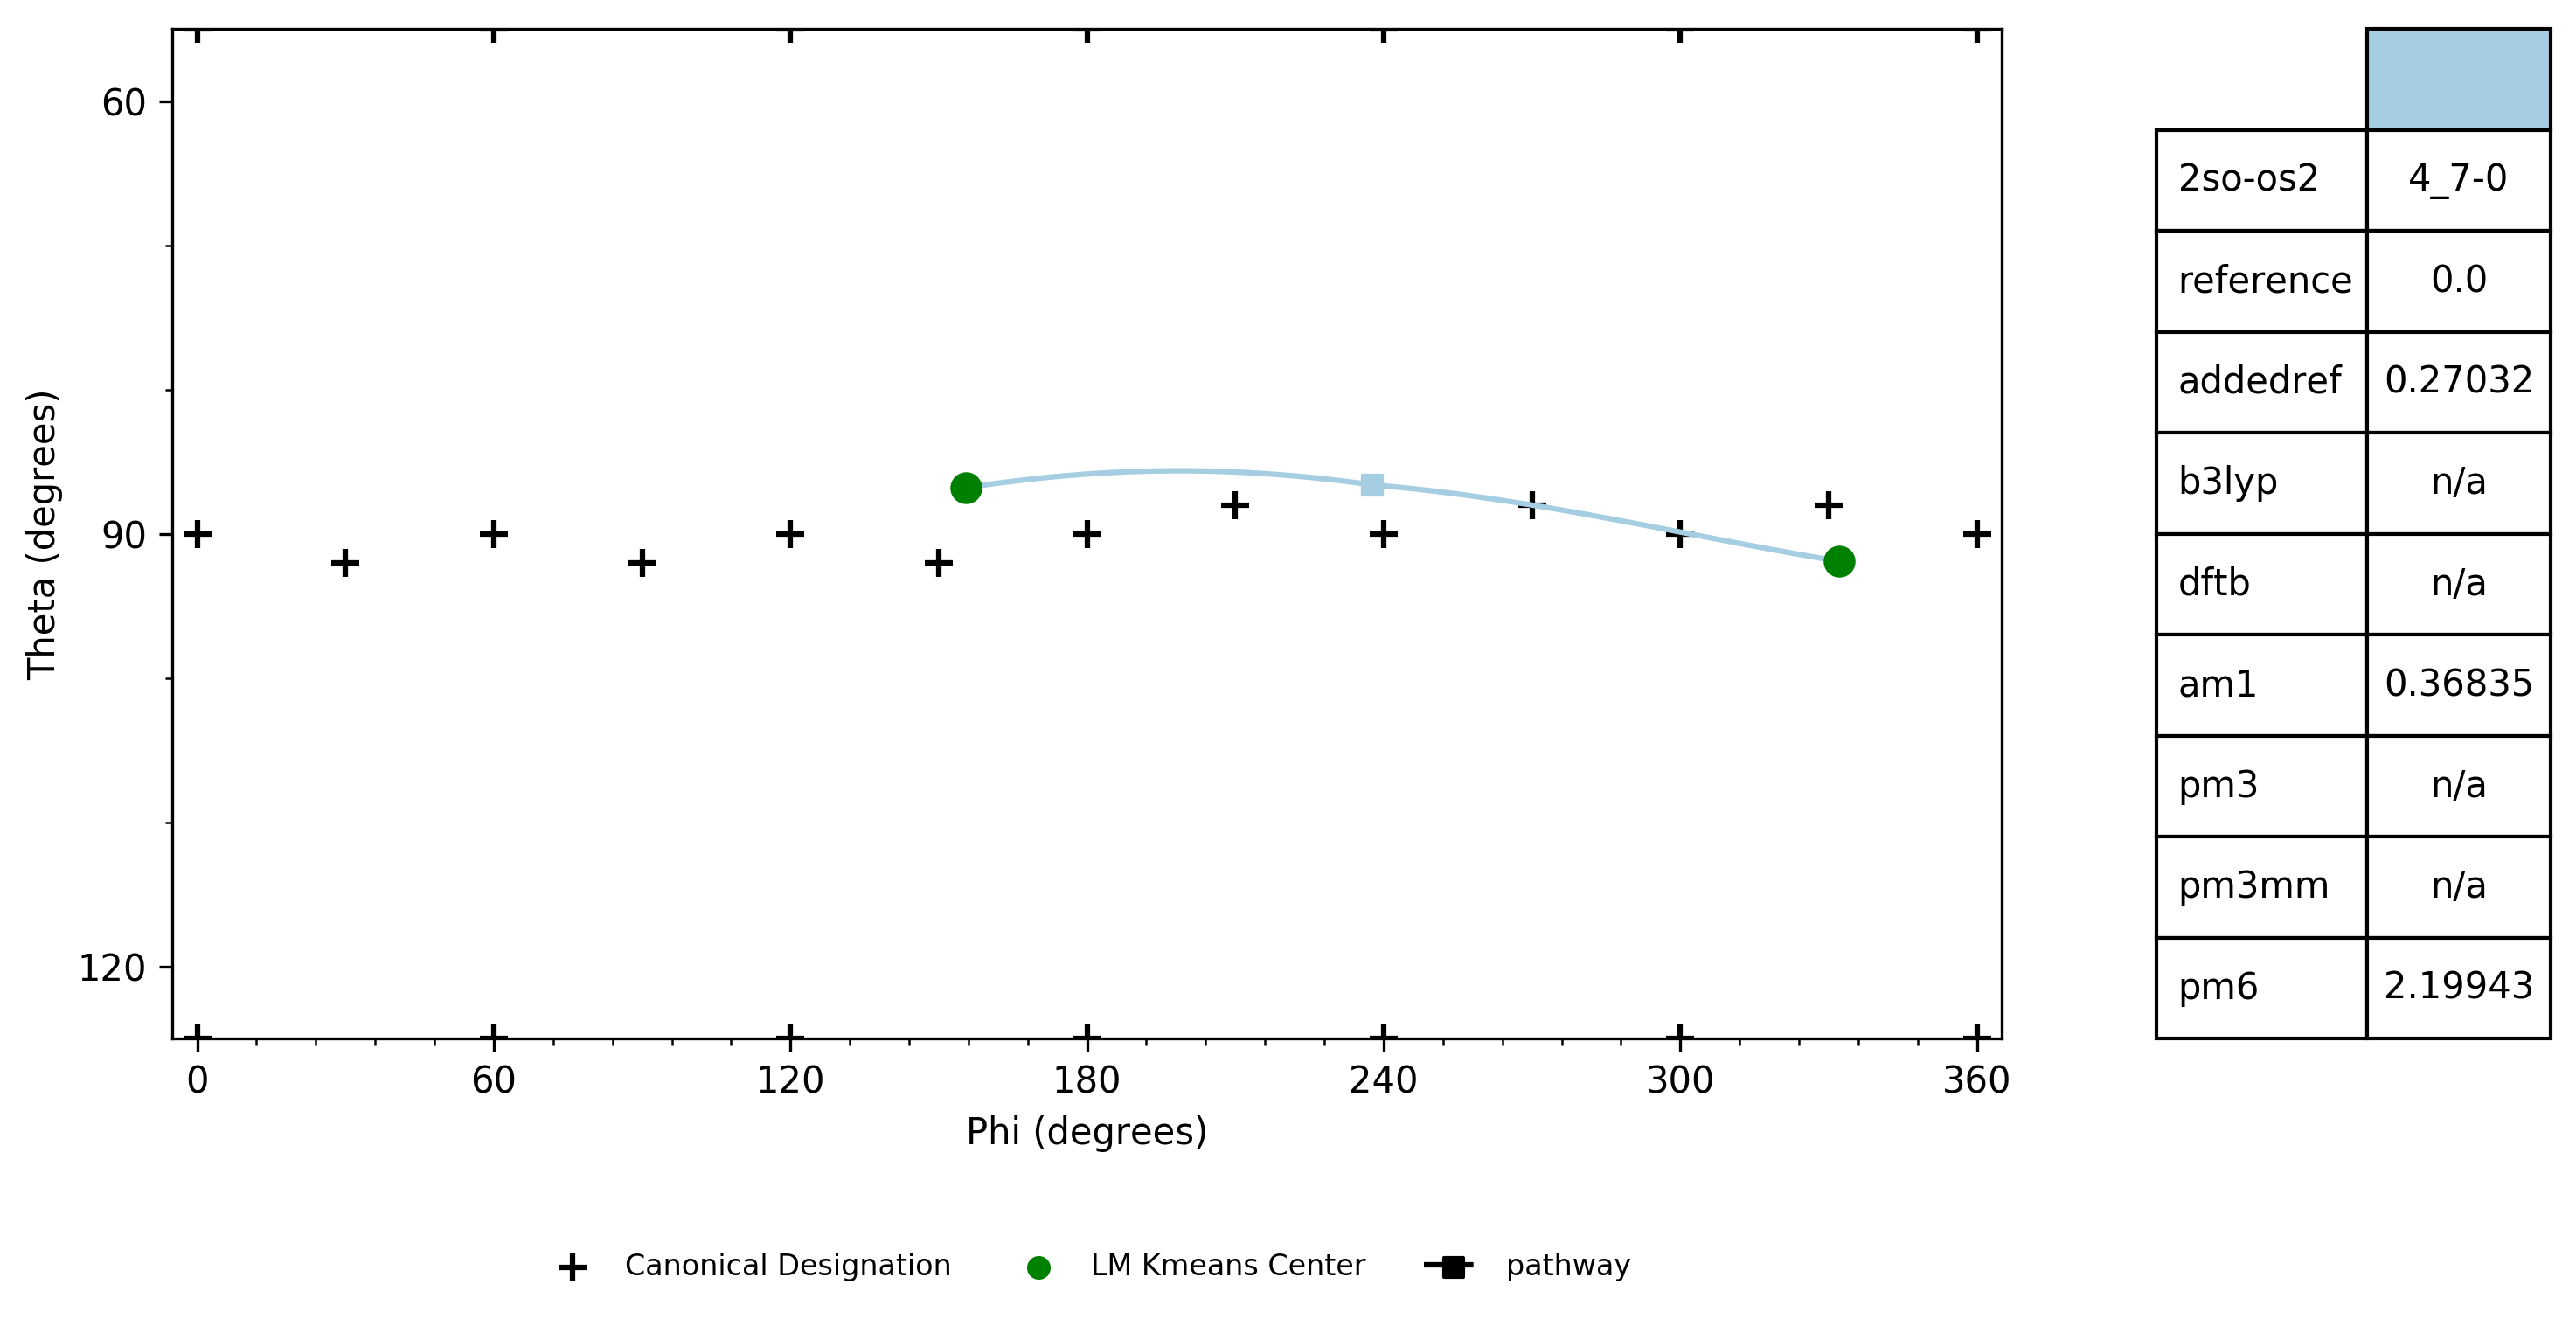 60
90
120
Theta (degrees)
0 60 120 180 240 300 360
Phi (degrees)
Canonical Designation LM Kmeans Center pathway
2so-os2 4_7-0
reference 0.0
addedref 0.27032
b3lyp n/a
dftb n/a
am1 0.36835
pm3 n/a
pm3mm n/a
pm6 2.19943